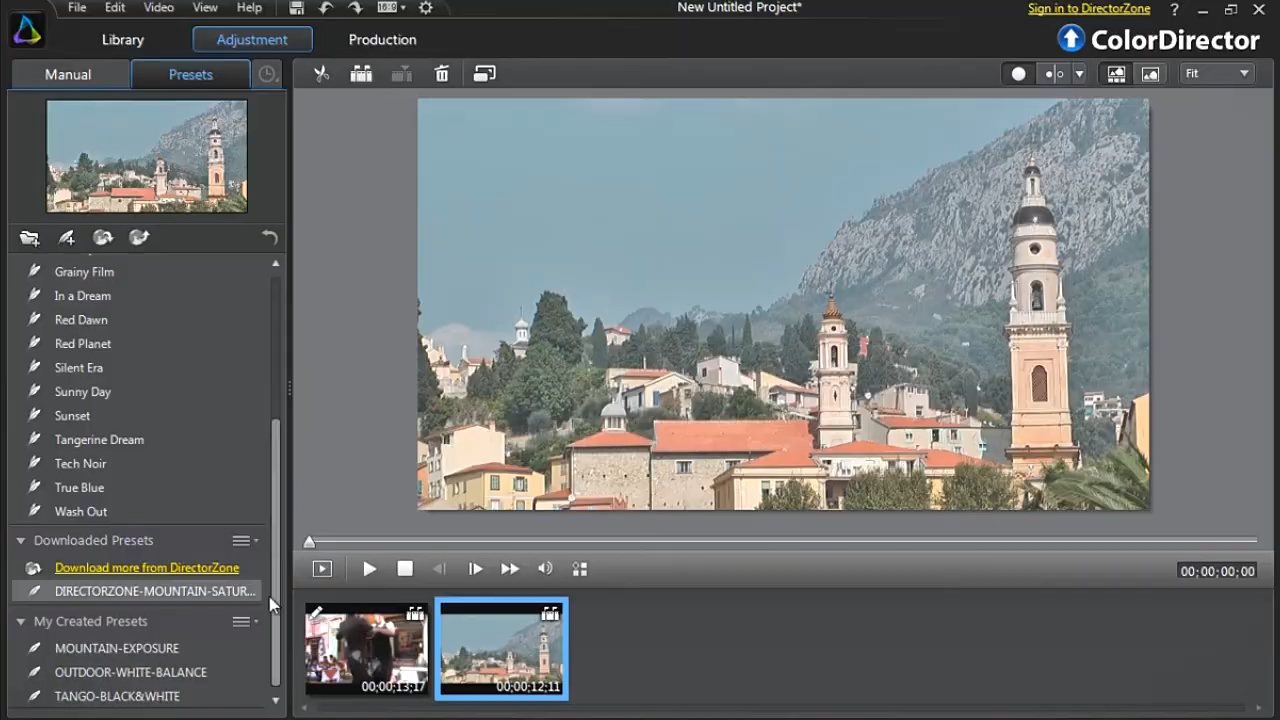 File Edit Video View Help 16:9 New Untitled Project* Sign in to DirectorZone ?
Library Adjustment Production ColorDirector
Manual Presets Fit
Grainy Film
In a Dream
Red Dawn
Red Planet
Silent Era
Sunny Day
Sunset
Tangerine Dream
Tech Noir
True Blue
Wash Out
Downloaded Presets
Download more from DirectorZone
DIRECTORZONE-MOUNTAIN-SATUR...
My Created Presets
MOUNTAIN-EXPOSURE
OUTDOOR-WHITE-BALANCE
TANGO-BLACK&WHITE
00;00;00;00
00;00;13;17
00;00;12;11